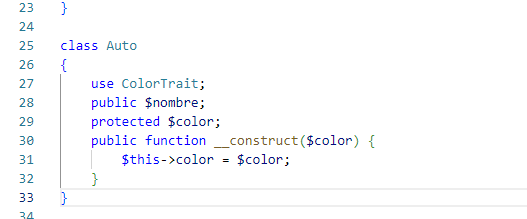 23 }
24
25 class Auto
26 {
27 use ColorTrait;
28 public $nombre;
29 protected $color;
30 public function __construct($color) {
31 $this->color = $color;
32 }
33 }
34